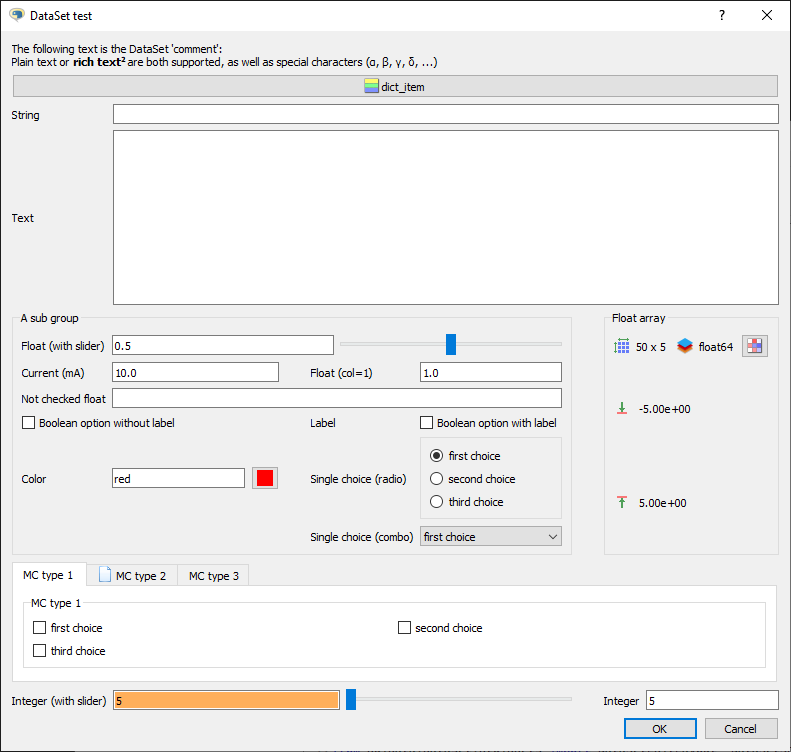 DataSet test
?
The following text is the DataSet 'comment':
Plain text or rich text² are both supported, as well as special characters (α, β, γ, δ, ...)
dict_item
String
Text
A sub group
Float (with slider) 0.5
Current (mA) 10.0 Float (col=1) 1.0
Not checked float
Boolean option without label Label Boolean option with label
Color red Single choice (radio)
first choice
second choice
third choice
Single choice (combo) first choice
Float array
50 x 5 float64
-5.00e+00
5.00e+00
MC type 1 MC type 2 MC type 3
MC type 1
first choice second choice
third choice
Integer (with slider) 5 Integer 5
OK Cancel